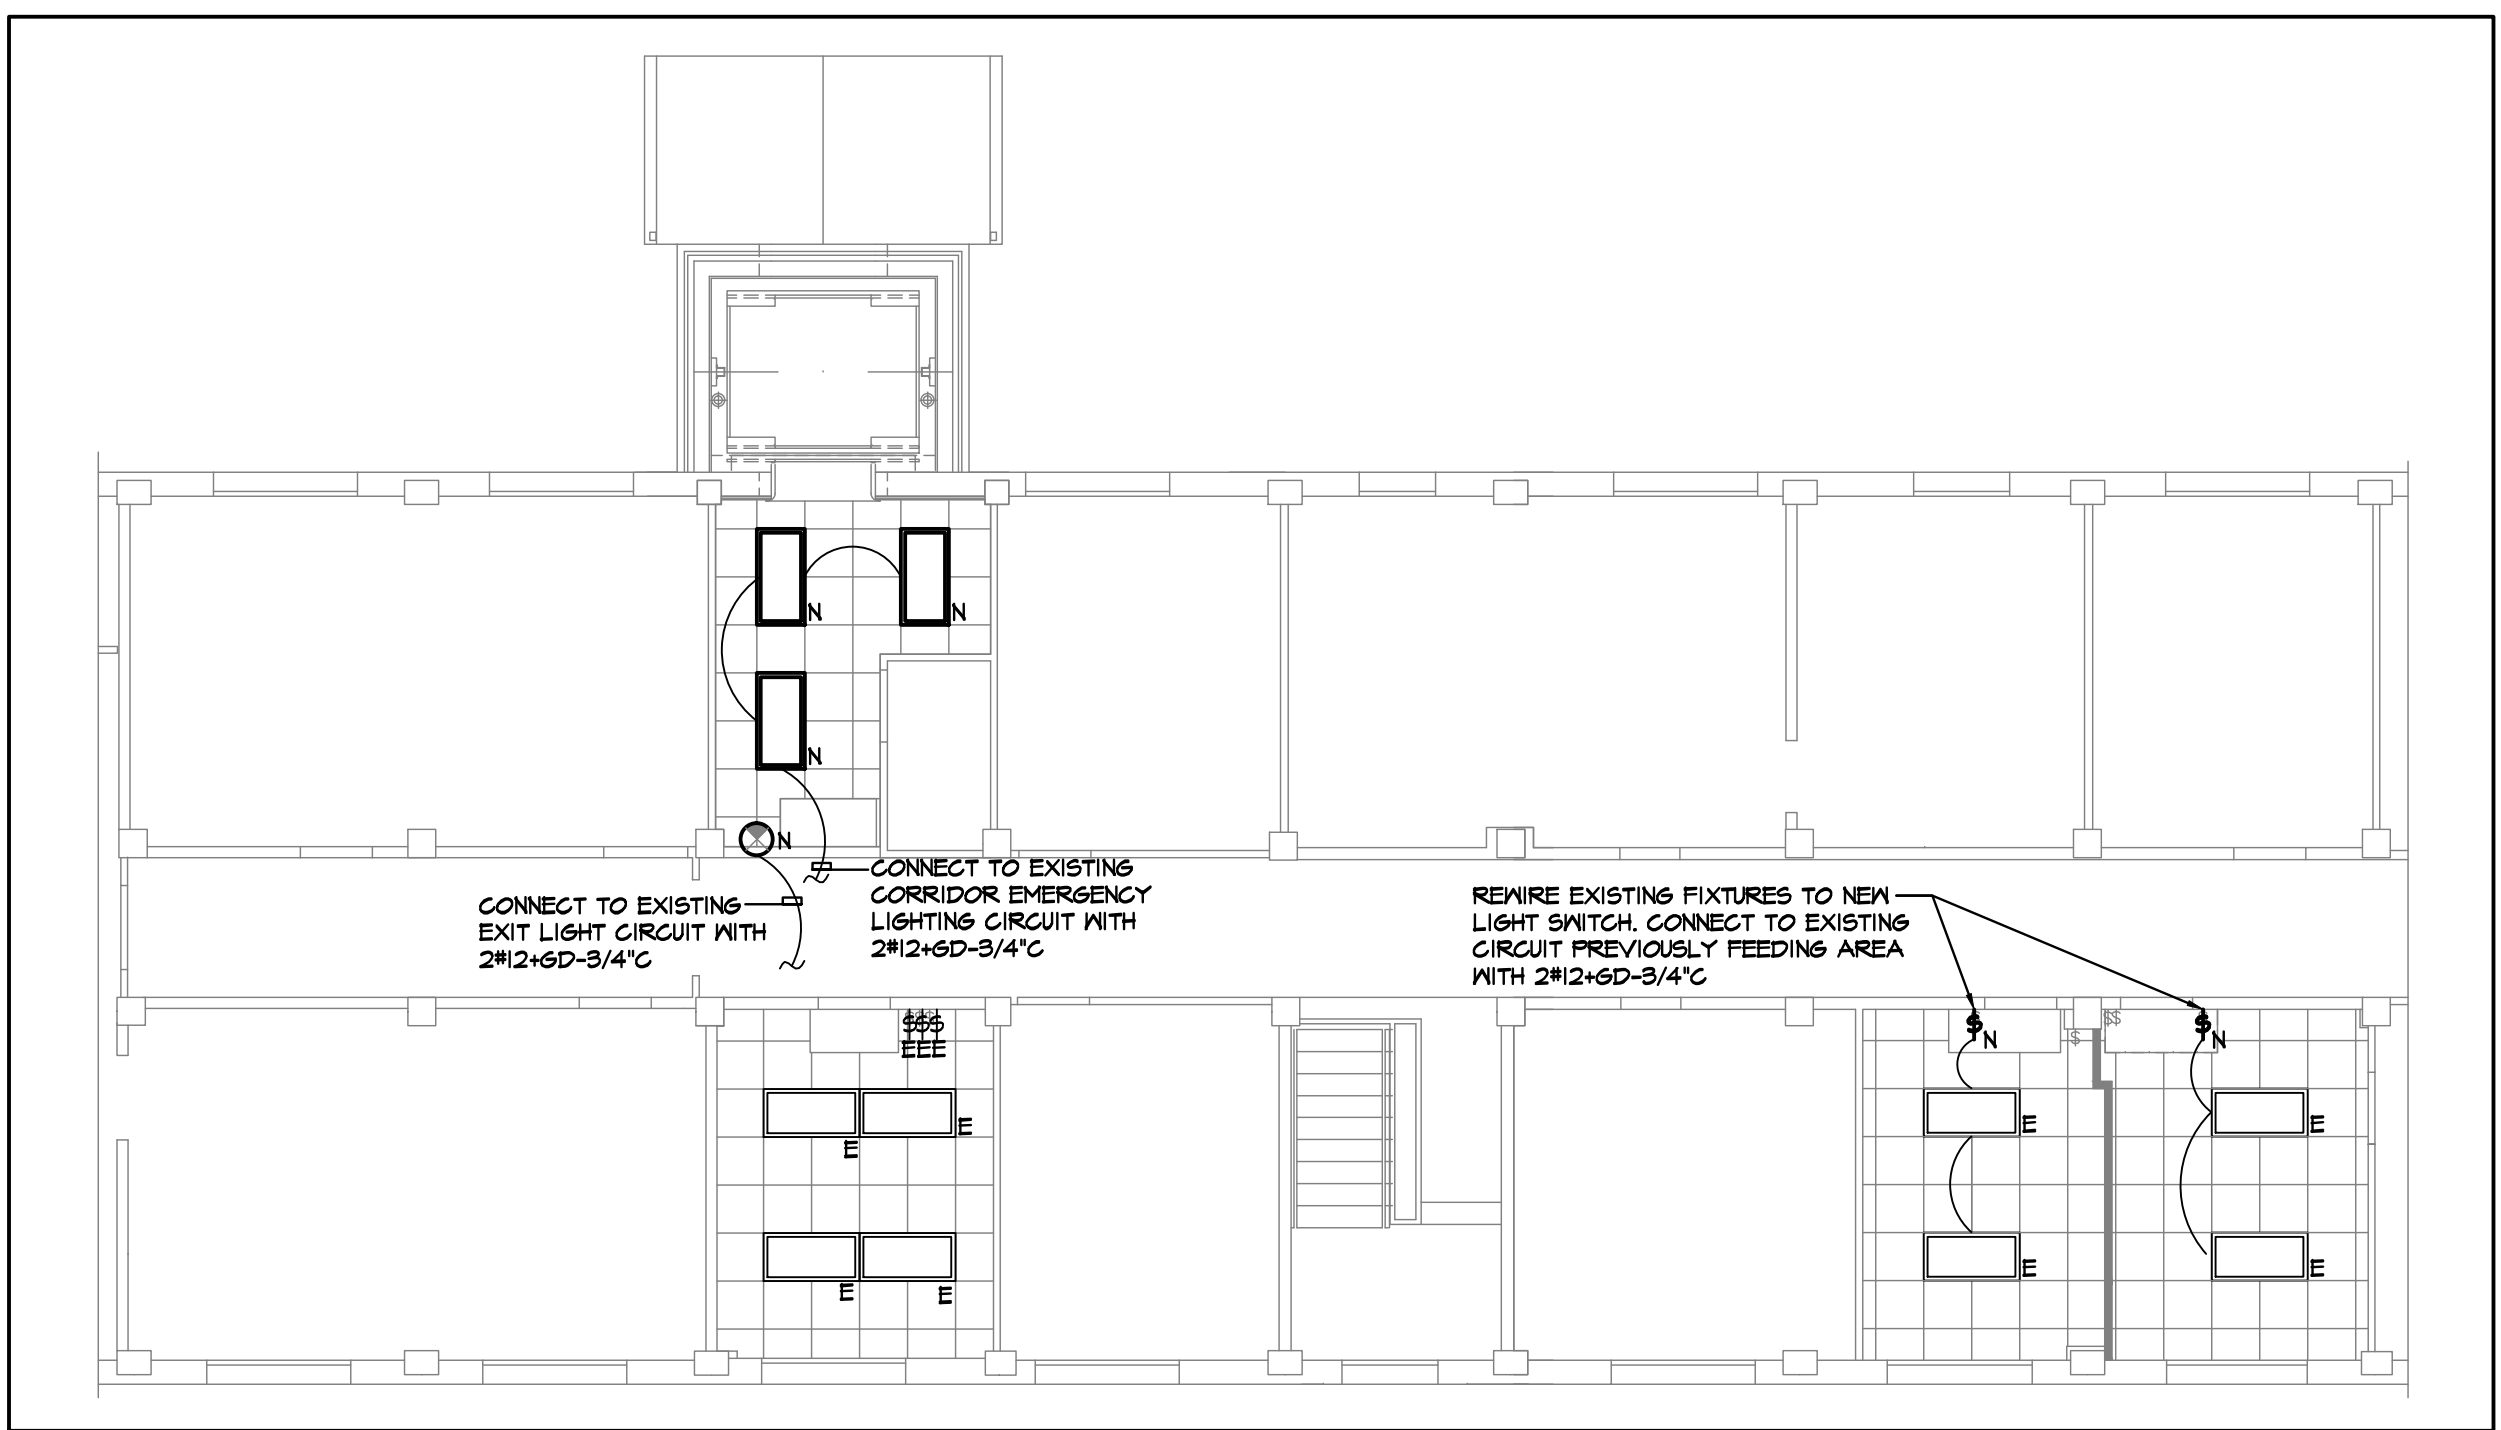 N
N
N
N
CONNECT TO EXISTING
CORRIDOR EMERGENCY
LIGHTING CIRCUIT WITH
2#12+GD-3/4"C
CONNECT TO EXISTING
EXIT LIGHT CIRCUIT WITH
2#12+GD-3/4"C
REWIRE EXISTING FIXTURES TO NEW
LIGHT SWITCH. CONNECT TO EXISTING
CIRCUIT PREVIOUSLY FEEDING AREA
WITH 2#12+GD-3/4"C
$$$
EEE
$
N
$
$$
$
N
E
E
E
E
E
E
E
E